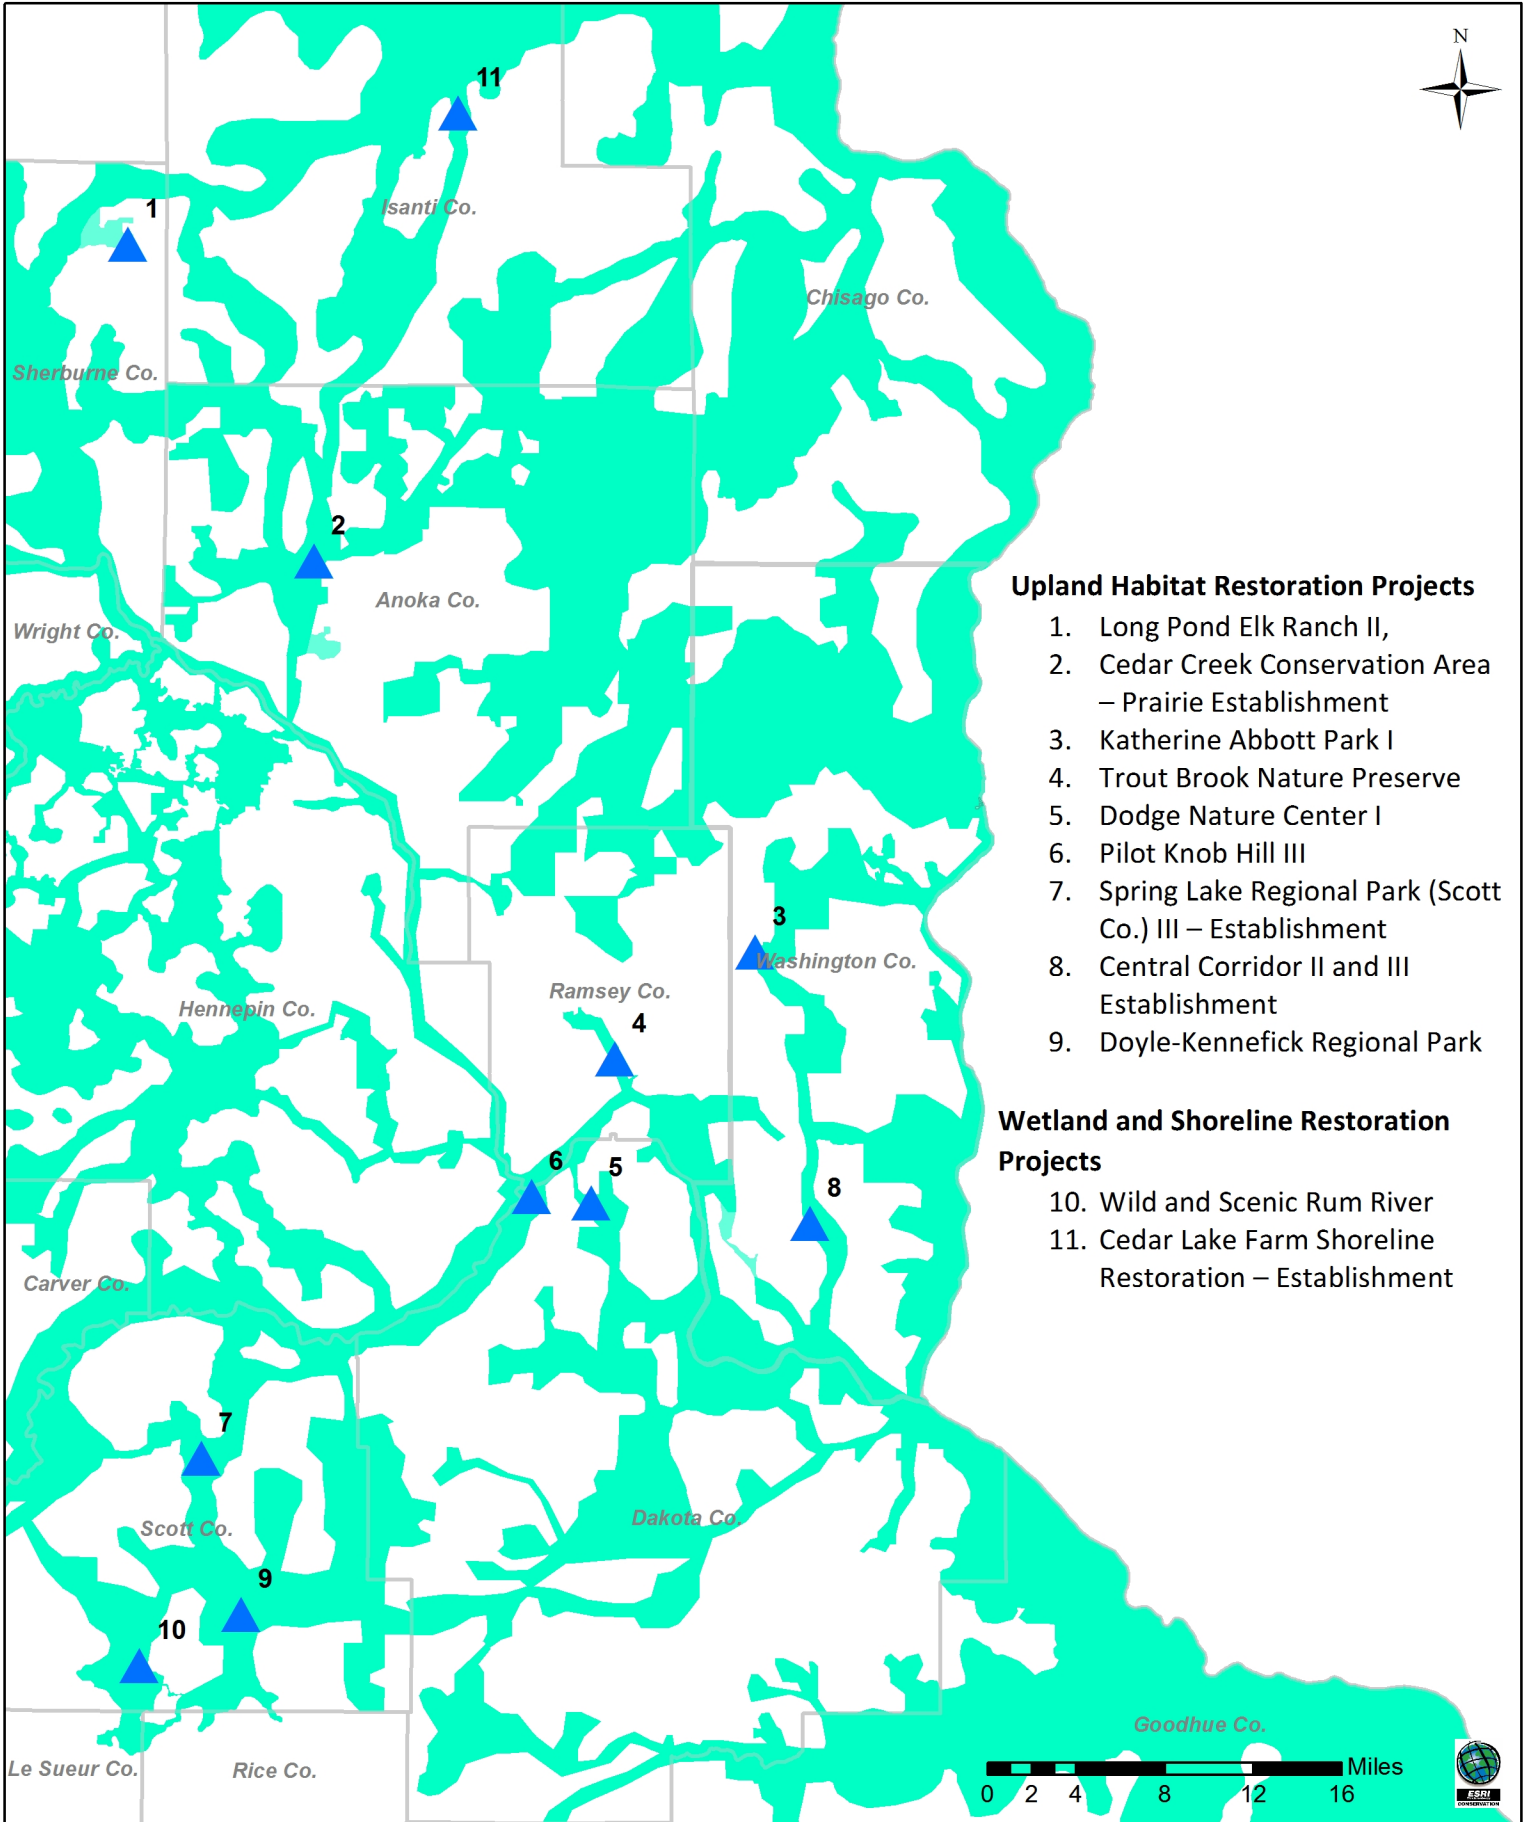 N
11
Isanti Co.
1
Chisago Co.
Sherburne Co.
2
Anoka Co.
Wright Co.
3
Washington Co.
Ramsey Co.
Hennepin Co.
4
6
5
8
Carver Co.
7
Scott Co.
Dakota Co.
9
10
Le Sueur Co.
Rice Co.
Goodhue Co.
Upland Habitat Restoration Projects
1. Long Pond Elk Ranch II,
2. Cedar Creek Conservation Area
– Prairie Establishment
3. Katherine Abbott Park I
4. Trout Brook Nature Preserve
5. Dodge Nature Center I
6. Pilot Knob Hill III
7. Spring Lake Regional Park (Scott
Co.) III – Establishment
8. Central Corridor II and III
Establishment
9. Doyle-Kennefick Regional Park
Wetland and Shoreline Restoration
Projects
10. Wild and Scenic Rum River
11. Cedar Lake Farm Shoreline
Restoration – Establishment
Miles
0 2 4 8 12 16
ESRI
CONSERVATION